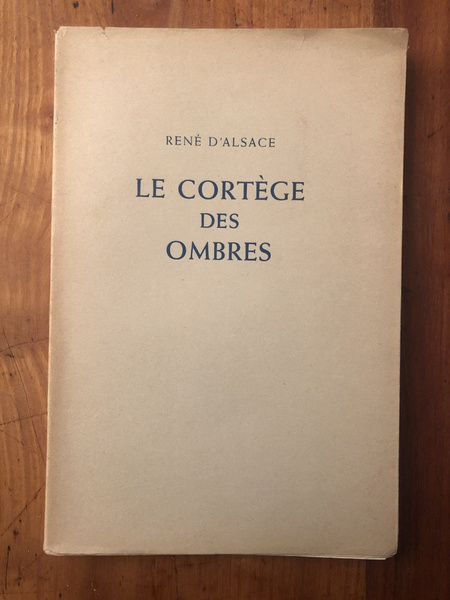 RENÉ D'ALSACE
LE CORTÈGE
DES
OMBRES